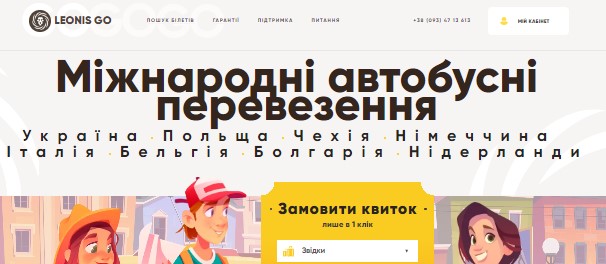 LEONIS GO
ПОШУК БІЛЕТІВ ГАРАНТІЇ ПІДТРИМКА ПИТАННЯ +38 (093) 47 13 613 МІЙ КАБІНЕТ
Міжнародні автобусні
перевезення
Україна · Польща · Чехія · Німеччина
Італія · Бельгія · Болгарія · Нідерланди
· Замовити квиток ·
лише в 1 клік
Звідки